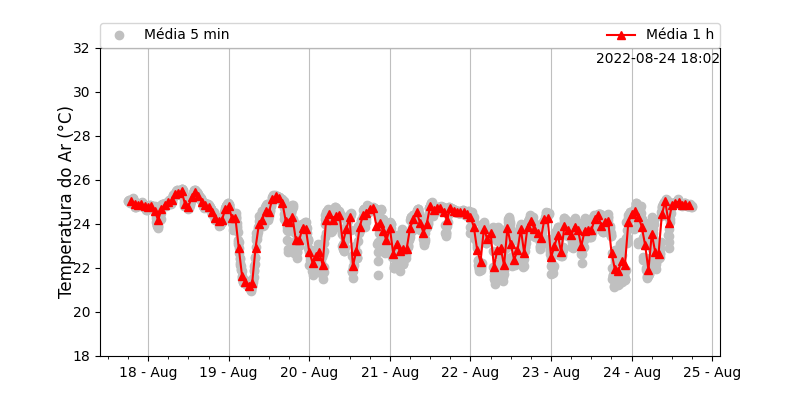 Média 5 min
Média 1 h
2022-08-24 18:02
Temperatura do Ar (°C)
32
30
28
26
24
22
20
18
18 - Aug
19 - Aug
20 - Aug
21 - Aug
22 - Aug
23 - Aug
24 - Aug
25 - Aug